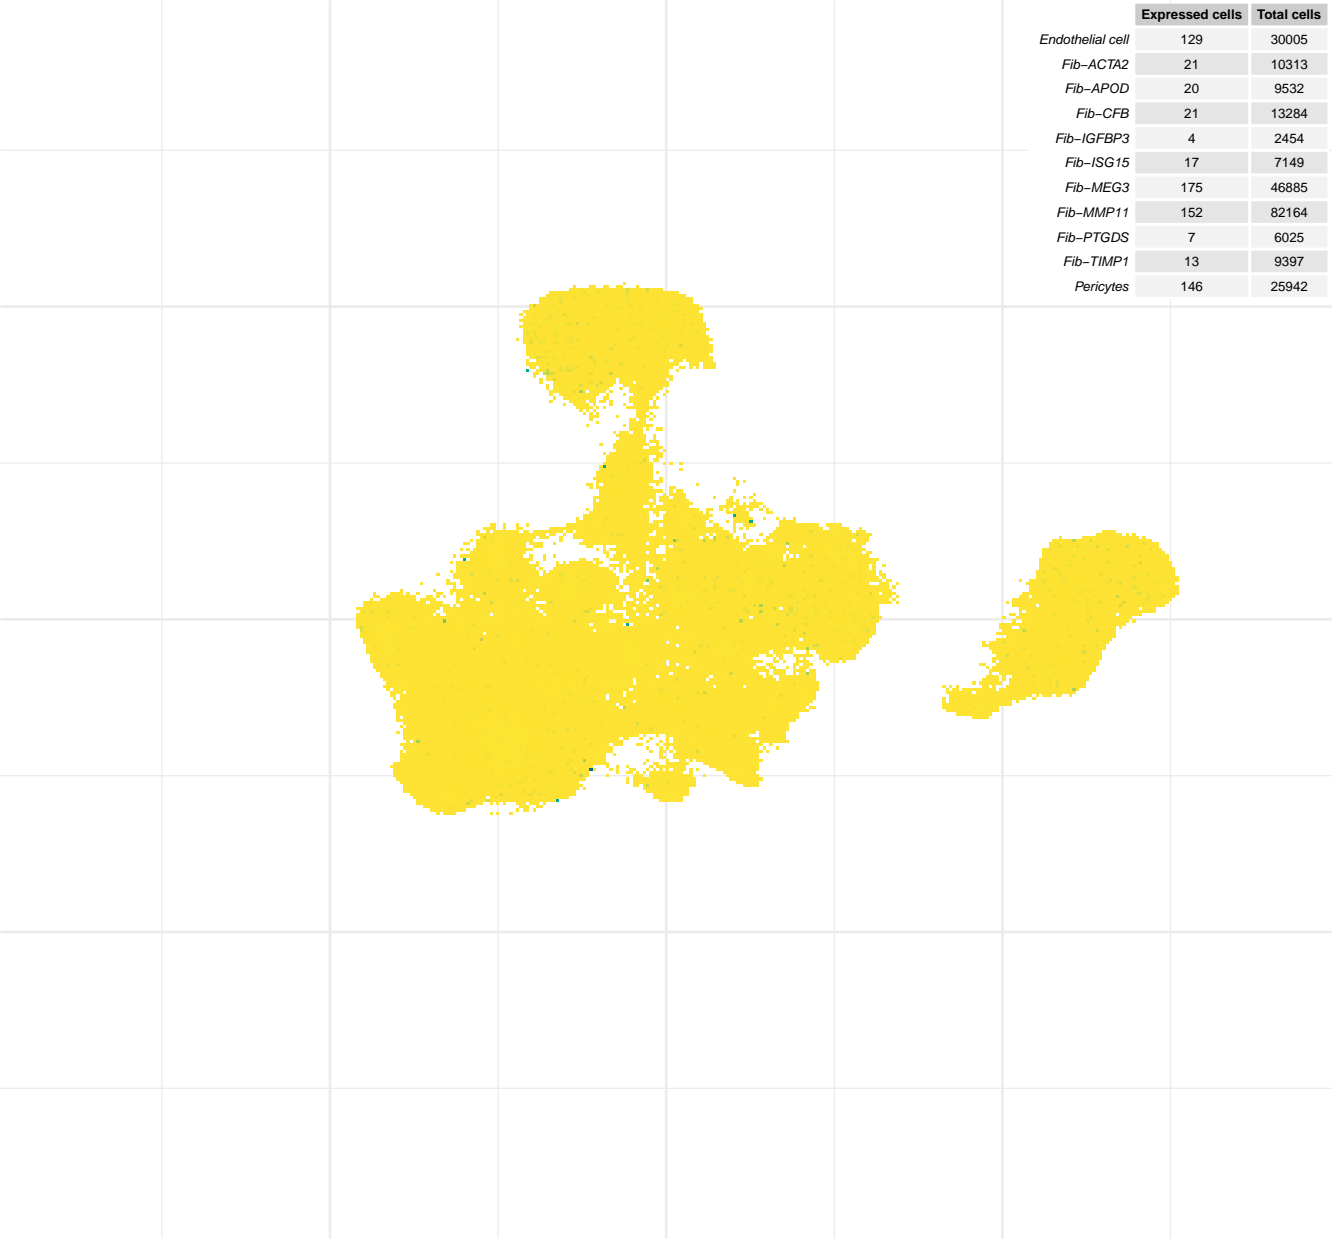 Expressed cells Total cells
Endothelial cell 129 30005
Fib−ACTA2 21 10313
Fib−APOD 20 9532
Fib−CFB 21 13284
Fib−IGFBP3 4 2454
Fib−ISG15 17 7149
Fib−MEG3 175 46885
Fib−MMP11 152 82164
Fib−PTGDS 7 6025
Fib−TIMP1 13 9397
Pericytes 146 25942